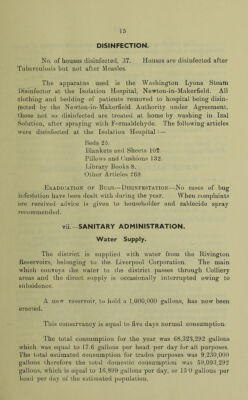 15
DISINFECTION.
No. of houses disinfected, 37. Houses are disinfected after
Tuberculosis but not after Measles.
The apparatus used is the Washington Lyons Steam
Disinfector at the Isolation Hospital, Newton-in-Makerfield. All
clothing and bedding of patients removed to hospital being disin-
fected by the Newton-in-Makerfield Authority under Agreement,
those not so disinfected are treated at home by washing in Izal
Solution, after spraying with Formaldehyde. The following articles
were disinfected at the Isolation Hospital :—
Beds 25.
Blankets and Sheets 102.
Pillows and Cushions 132.
Library Books 8.
Other Articles 269.
Eradication of Bugs—Disinfestation—No cases of bug
infestation have been dealt with during the year. When complaints
are received advice is given to householder and zaldecide spray
recommended.
vii.—SANITARY ADMINISTRATION.
Water Supply.
The district is supplied with water from the Rivington
Reservoirs, belonging to the Liverpool Corporation. The main
which conveys the water to the district passes through Colliery
areas and the direct supply is occasionally interrupted owing to
subsidence.
A new reservoir, to hold a 1,000,000 gallons, has now been
erected.
This conservancy is equal to five days normal consumption.
The total consumption for the year was 68,323,292 gallons
which was equal to 17.6 gallons per head per day for all purposes.
The total estimated consumption for trades purposes was 9,230,000
gallons therefore the total domestic consumption was 59,093,292
gallons, which is equal to 16,899 gallons per day, or 15·0 gallons per
head per day of the estimated population.